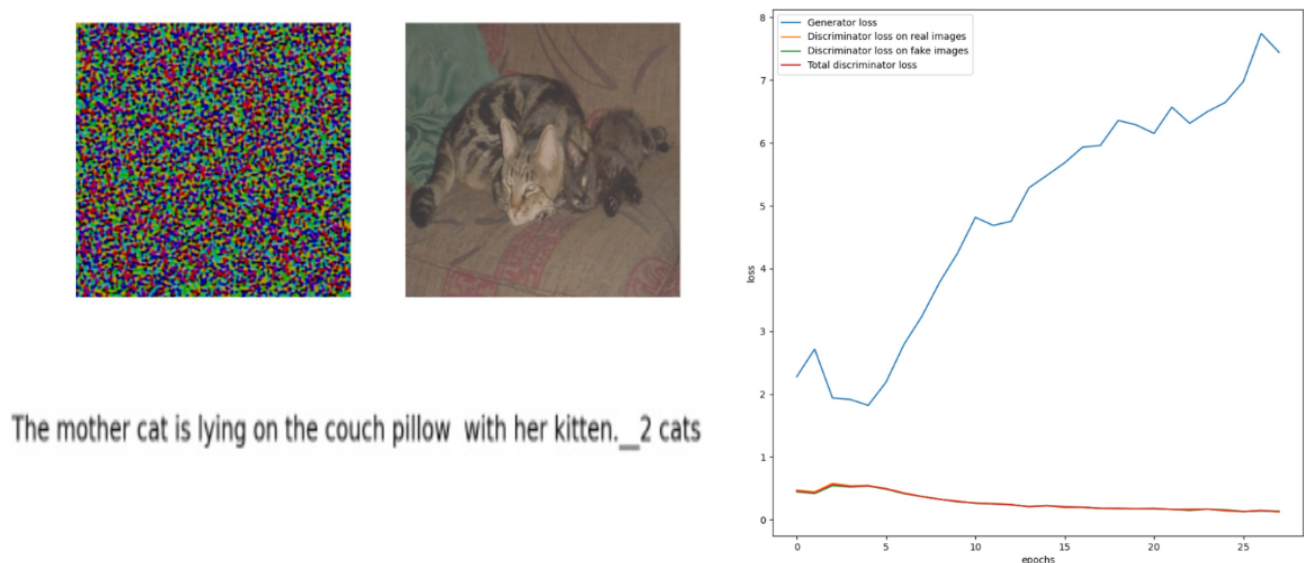 The mother cat is lying on the couch pillow  with her kitten.__2 cats
Generator loss
Discriminator loss on real images
Discriminator loss on fake images
Total discriminator loss
8
7
6
5
4
3
2
1
0
loss
0 5 10 15 20 25
epochs